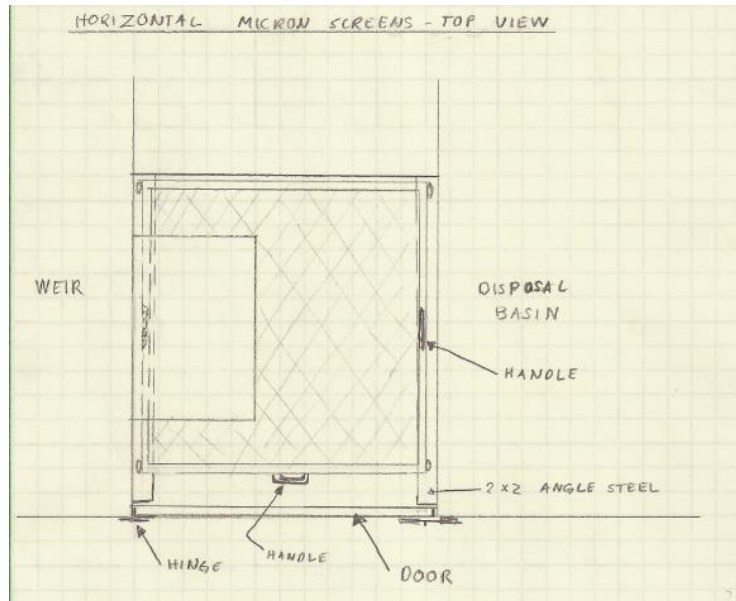 HORIZONTAL MICRON SCREENS - TOP VIEW
WEIR
DISPOSAL
BASIN
HANDLE
2 x 2 ANGLE STEEL
HINGE
HANDLE
DOOR